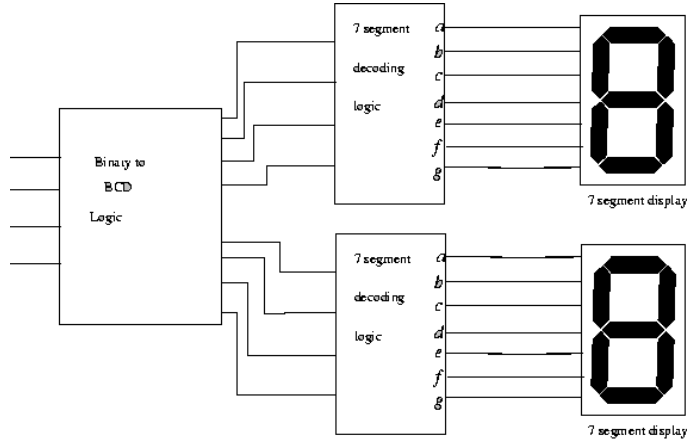 7 segment
decoding
logic
a
b
c
d
e
f
g
7 segment display
Binary to
BCD
Logic
7 segment
decoding
logic
a
b
c
d
e
f
g
7 segment display